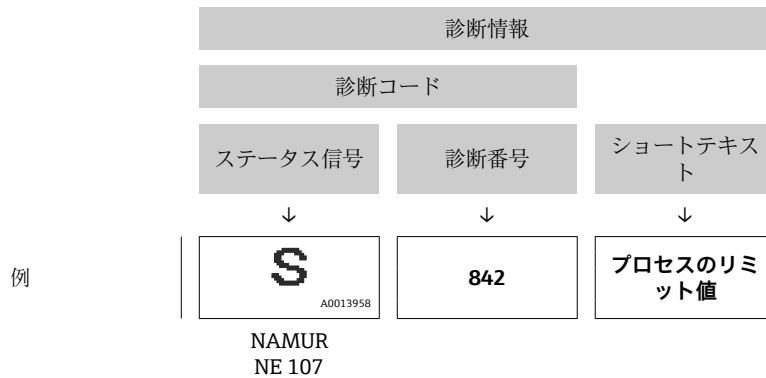 診断情報
診断コード
ステータス信号
診断番号
ショートテキス
ト
↓ ↓ ↓
例
S
A0013958
842
プロセスのリミ
ット値
NAMUR
NE 107